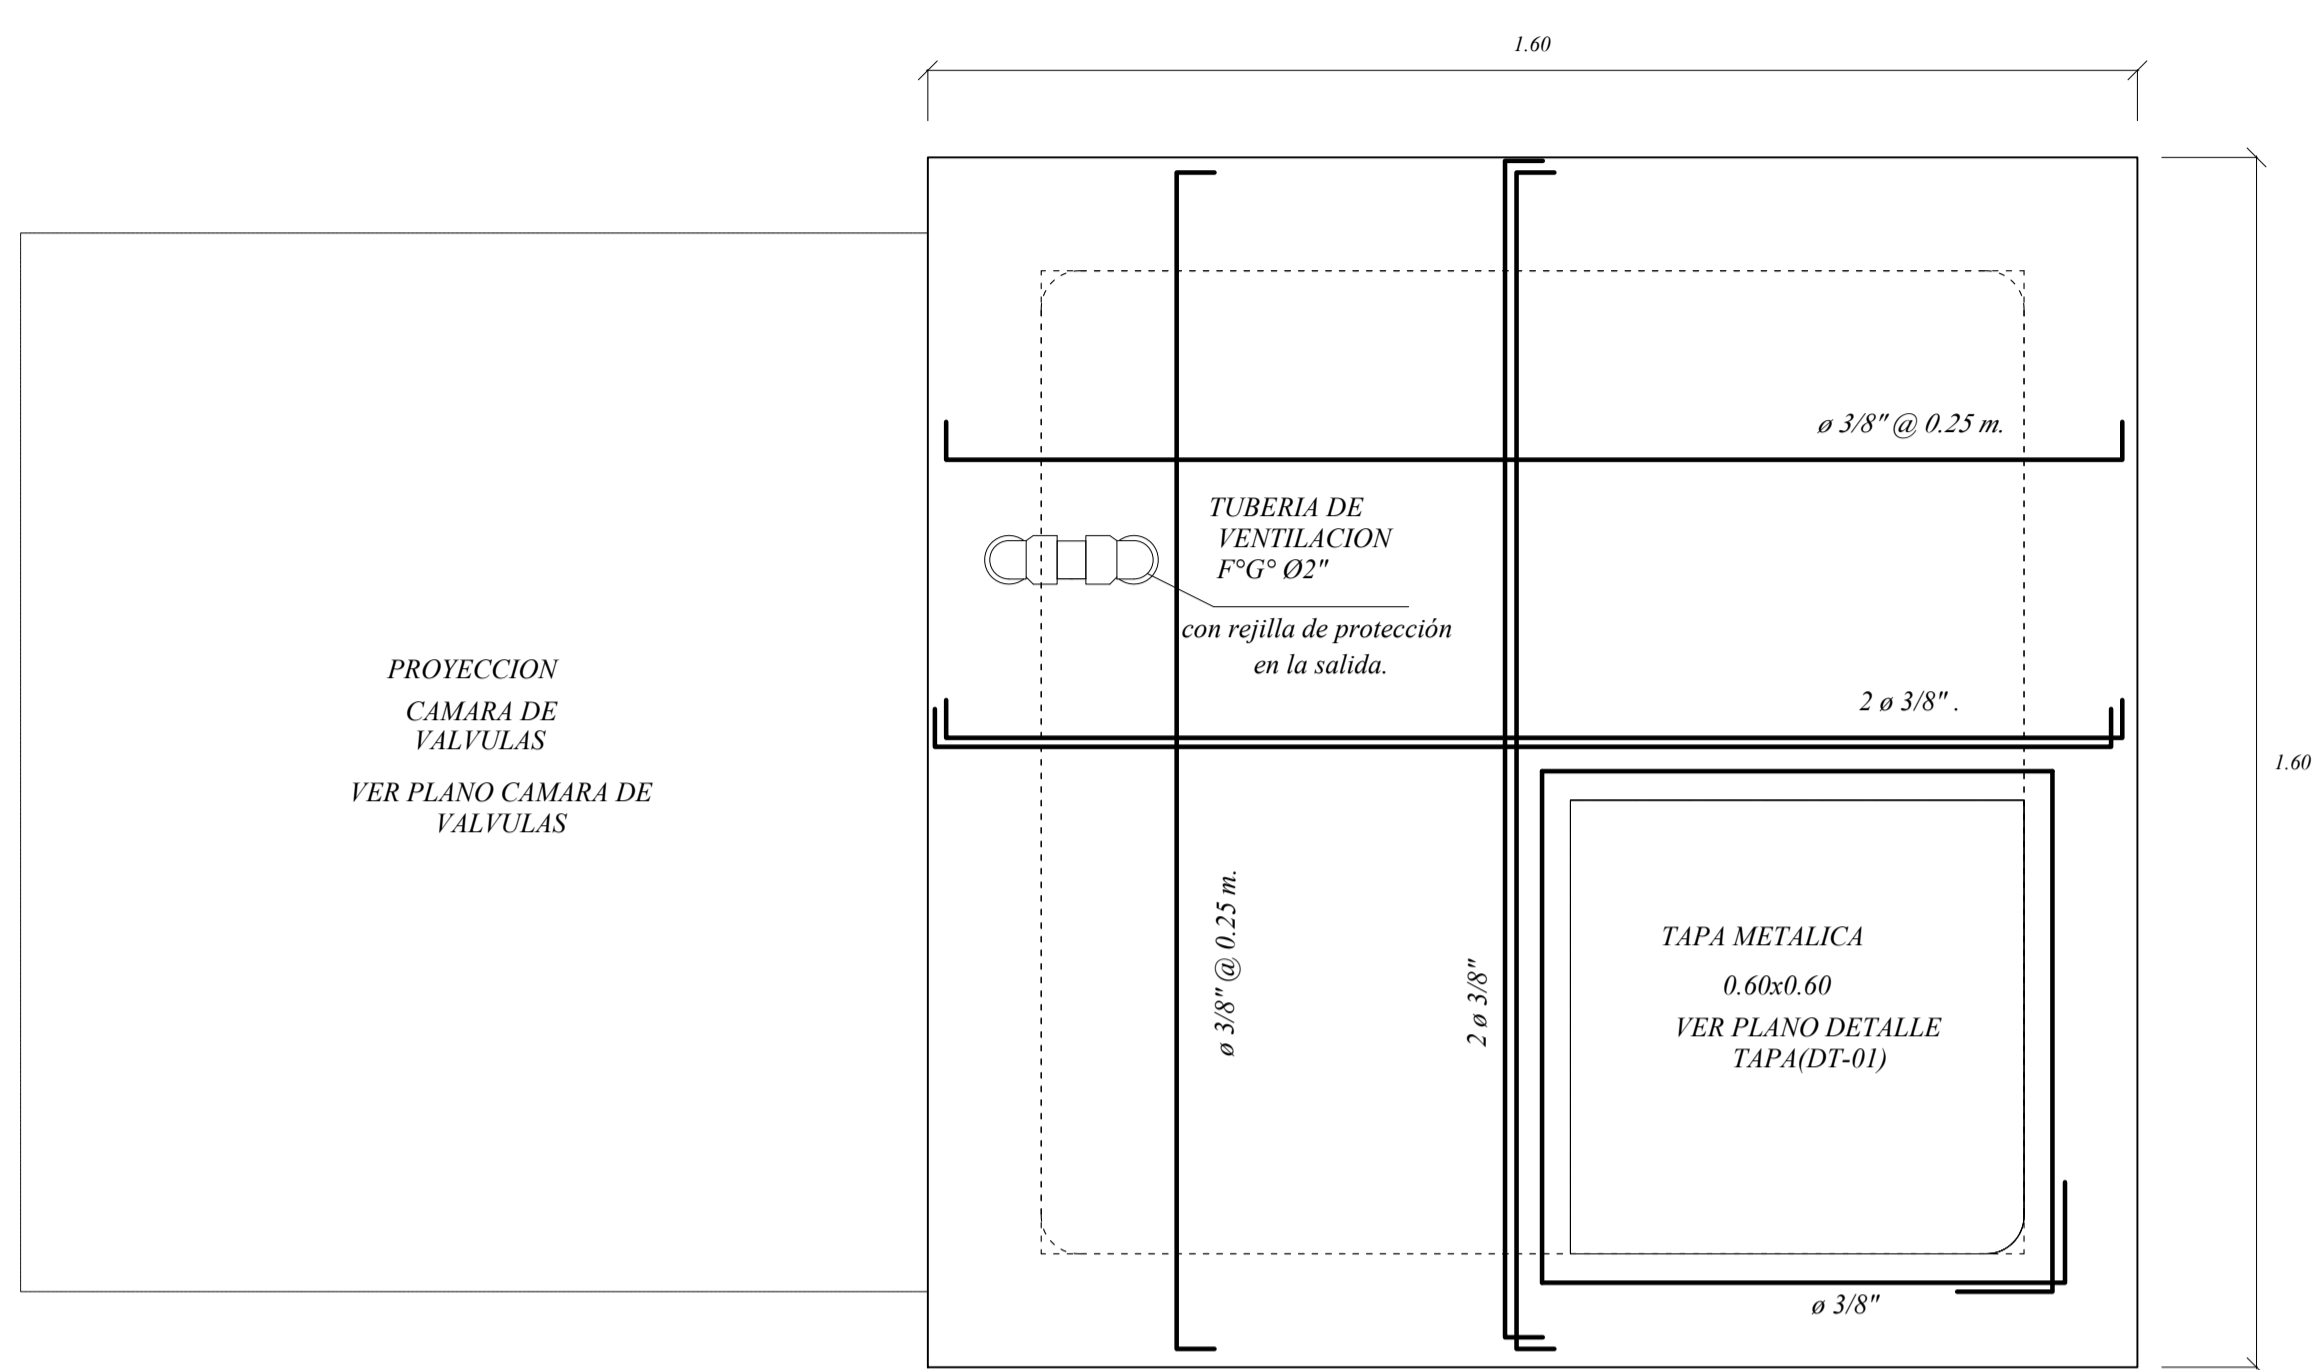 1.60
ø 3/8" @ 0.25 m.
TUBERIA DE
VENTILACION
F°G° Ø2"
con rejilla de protección
en la salida.
PROYECCION
CAMARA DE
VALVULAS
VER PLANO CAMARA DE
VALVULAS
2 ø 3/8" .
1.60
ø 3/8" @ 0.25 m.
2 ø 3/8"
TAPA METALICA
0.60x0.60
VER PLANO DETALLE
TAPA(DT-01)
ø 3/8"